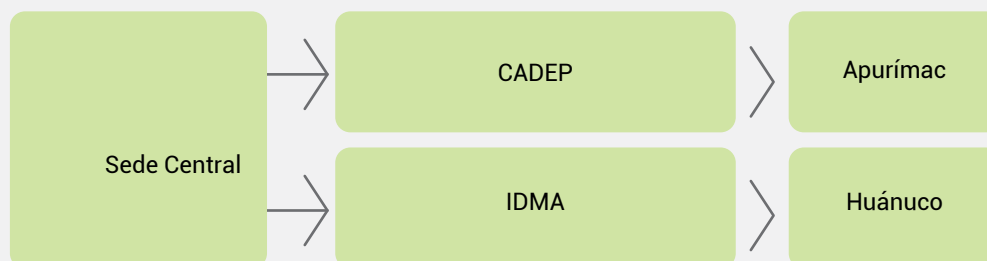 Sede Central
CADEP
Apurímac
IDMA
Huánuco